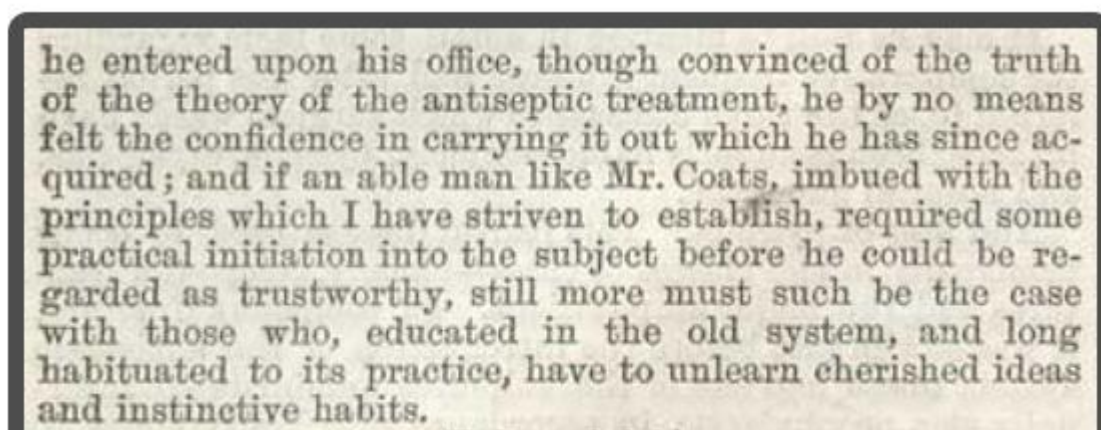 he entered upon his office, though convinced of the truth
of the theory of the antiseptic treatment, he by no means
felt the confidence in carrying it out which he has since ac-
quired; and if an able man like Mr. Coats, imbued with the
principles which I have striven to establish, required some
practical initiation into the subject before he could be re-
garded as trustworthy, still more must such be the case
with those who, educated in the old system, and long
habituated to its practice, have to unlearn cherished ideas
and instinctive habits.